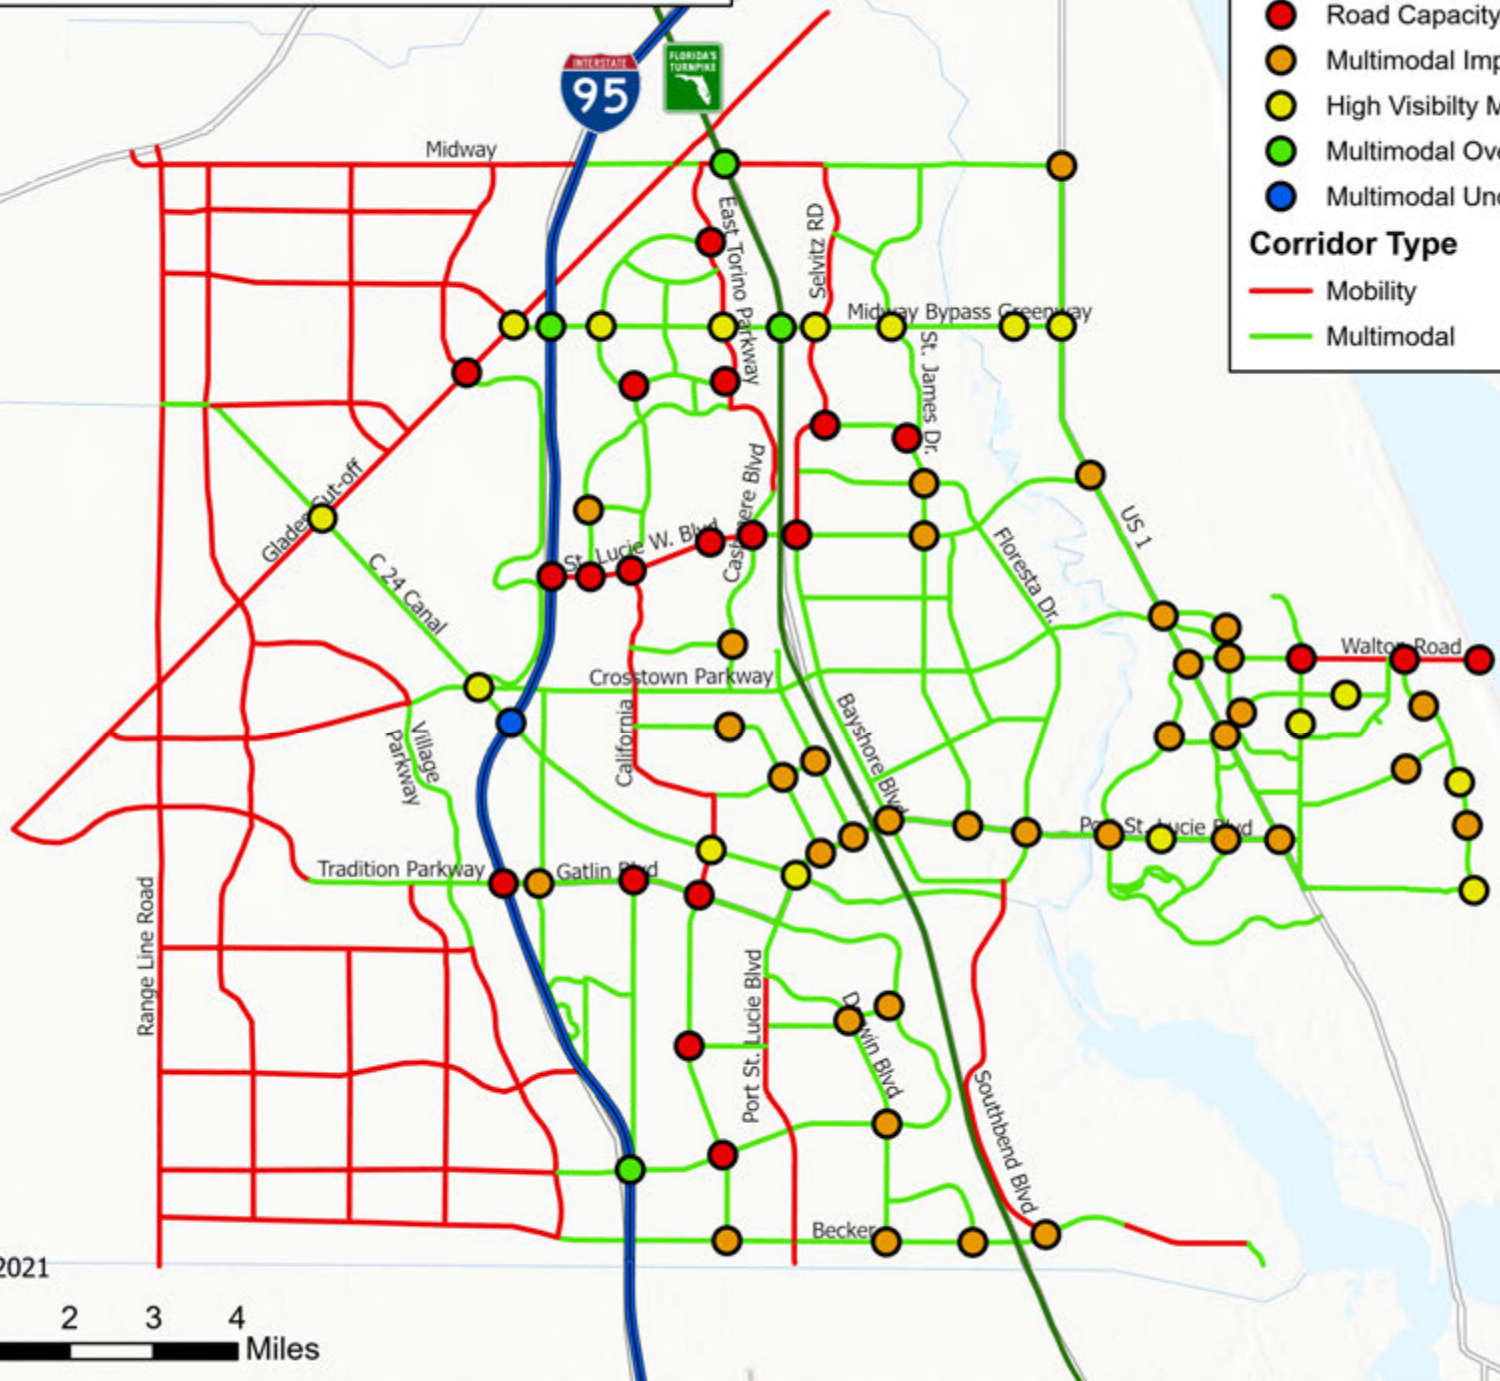 Road Capacity
Multimodal Imp
High Visibilty M
Multimodal Ove
Multimodal Und
Corridor Type
Mobility
Multimodal
INTERSTATE
95
FLORIDA'S
TURNPIKE
Midway
East Torino Parkway
Selvitz RD
Midway Bypass Greenway
St. James Dr.
Glades Cut-off
C 24 Canal
St. Lucie W. Blvd
Cashmere Blvd
US 1
Floresta Dr.
Walton Road
Crosstown Parkway
California
Village
Parkway
Bayshore Blvd
Port St. Lucie Blvd
Tradition Parkway
Gatlin Blvd
Range Line Road
Port St. Lucie Blvd
Darwin Blvd
Southbend Blvd
Becker
2021
2 3 4
Miles